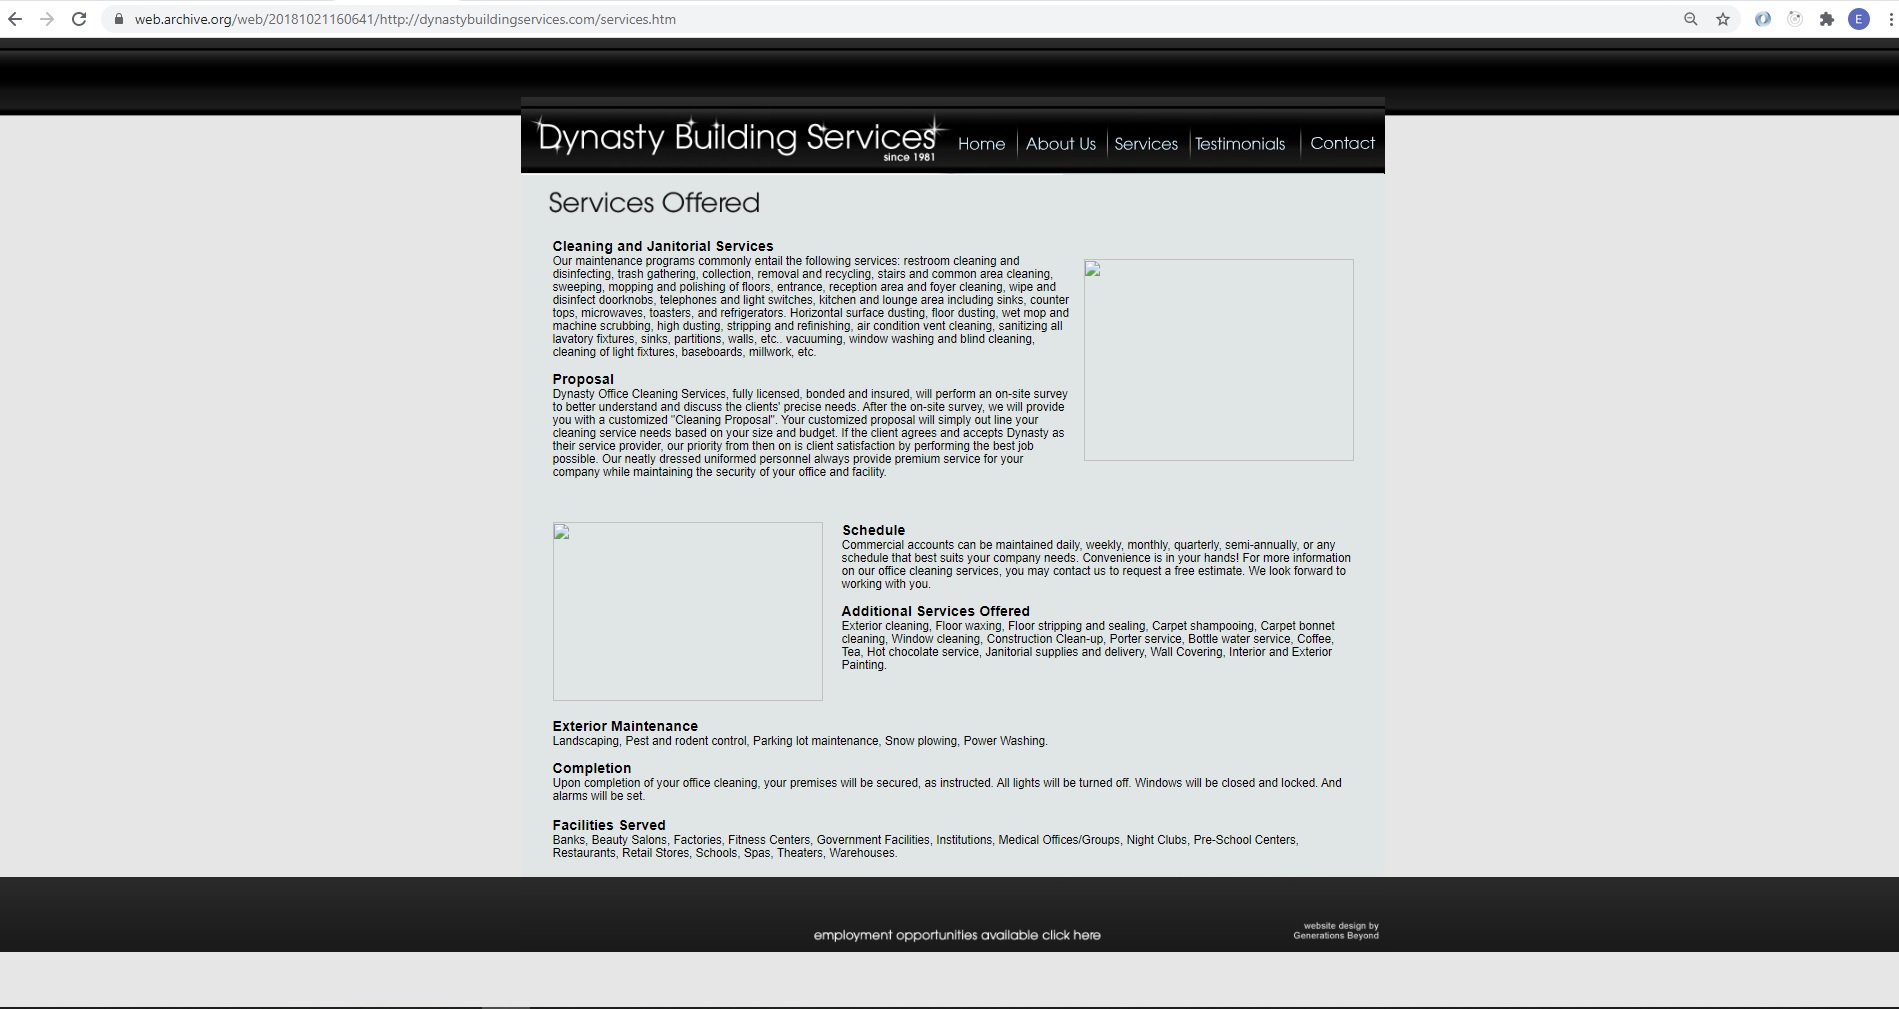 web.archive.org/web/20181021160641/http://dynastybuildingservices.com/services.htm
E
Dynasty Building Services
since 1981
Home
About Us
Services
Testimonials
Contact
Services Offered
Cleaning and Janitorial Services
Our maintenance programs commonly entail the following services: restroom cleaning and
disinfecting, trash gathering, collection, removal and recycling, stairs and common area cleaning,
sweeping, mopping and polishing of floors, entrance, reception area and foyer cleaning, wipe and
disinfect doorknobs, telephones and light switches, kitchen and lounge area including sinks, counter
tops, microwaves, toasters, and refrigerators. Horizontal surface dusting, floor dusting, wet mop and
machine scrubbing, high dusting, stripping and refinishing, air condition vent cleaning, sanitizing all
lavatory fixtures, sinks, partitions, walls, etc.. vacuuming, window washing and blind cleaning,
cleaning of light fixtures, baseboards, millwork, etc.
Proposal
Dynasty Office Cleaning Services, fully licensed, bonded and insured, will perform an on-site survey
to better understand and discuss the clients' precise needs. After the on-site survey, we will provide
you with a customized "Cleaning Proposal". Your customized proposal will simply out line your
cleaning service needs based on your size and budget. If the client agrees and accepts Dynasty as
their service provider, our priority from then on is client satisfaction by performing the best job
possible. Our neatly dressed uniformed personnel always provide premium service for your
company while maintaining the security of your office and facility.
Schedule
Commercial accounts can be maintained daily, weekly, monthly, quarterly, semi-annually, or any
schedule that best suits your company needs. Convenience is in your hands! For more information
on our office cleaning services, you may contact us to request a free estimate. We look forward to
working with you.
Additional Services Offered
Exterior cleaning, Floor waxing, Floor stripping and sealing, Carpet shampooing, Carpet bonnet
cleaning, Window cleaning, Construction Clean-up, Porter service, Bottle water service, Coffee,
Tea, Hot chocolate service, Janitorial supplies and delivery, Wall Covering, Interior and Exterior
Painting.
Exterior Maintenance
Landscaping, Pest and rodent control, Parking lot maintenance, Snow plowing, Power Washing.
Completion
Upon completion of your office cleaning, your premises will be secured, as instructed. All lights will be turned off. Windows will be closed and locked. And
alarms will be set.
Facilities Served
Banks, Beauty Salons, Factories, Fitness Centers, Government Facilities, Institutions, Medical Offices/Groups, Night Clubs, Pre-School Centers,
Restaurants, Retail Stores, Schools, Spas, Theaters, Warehouses.
employment opportunities available click here
website design by
Generations Beyond